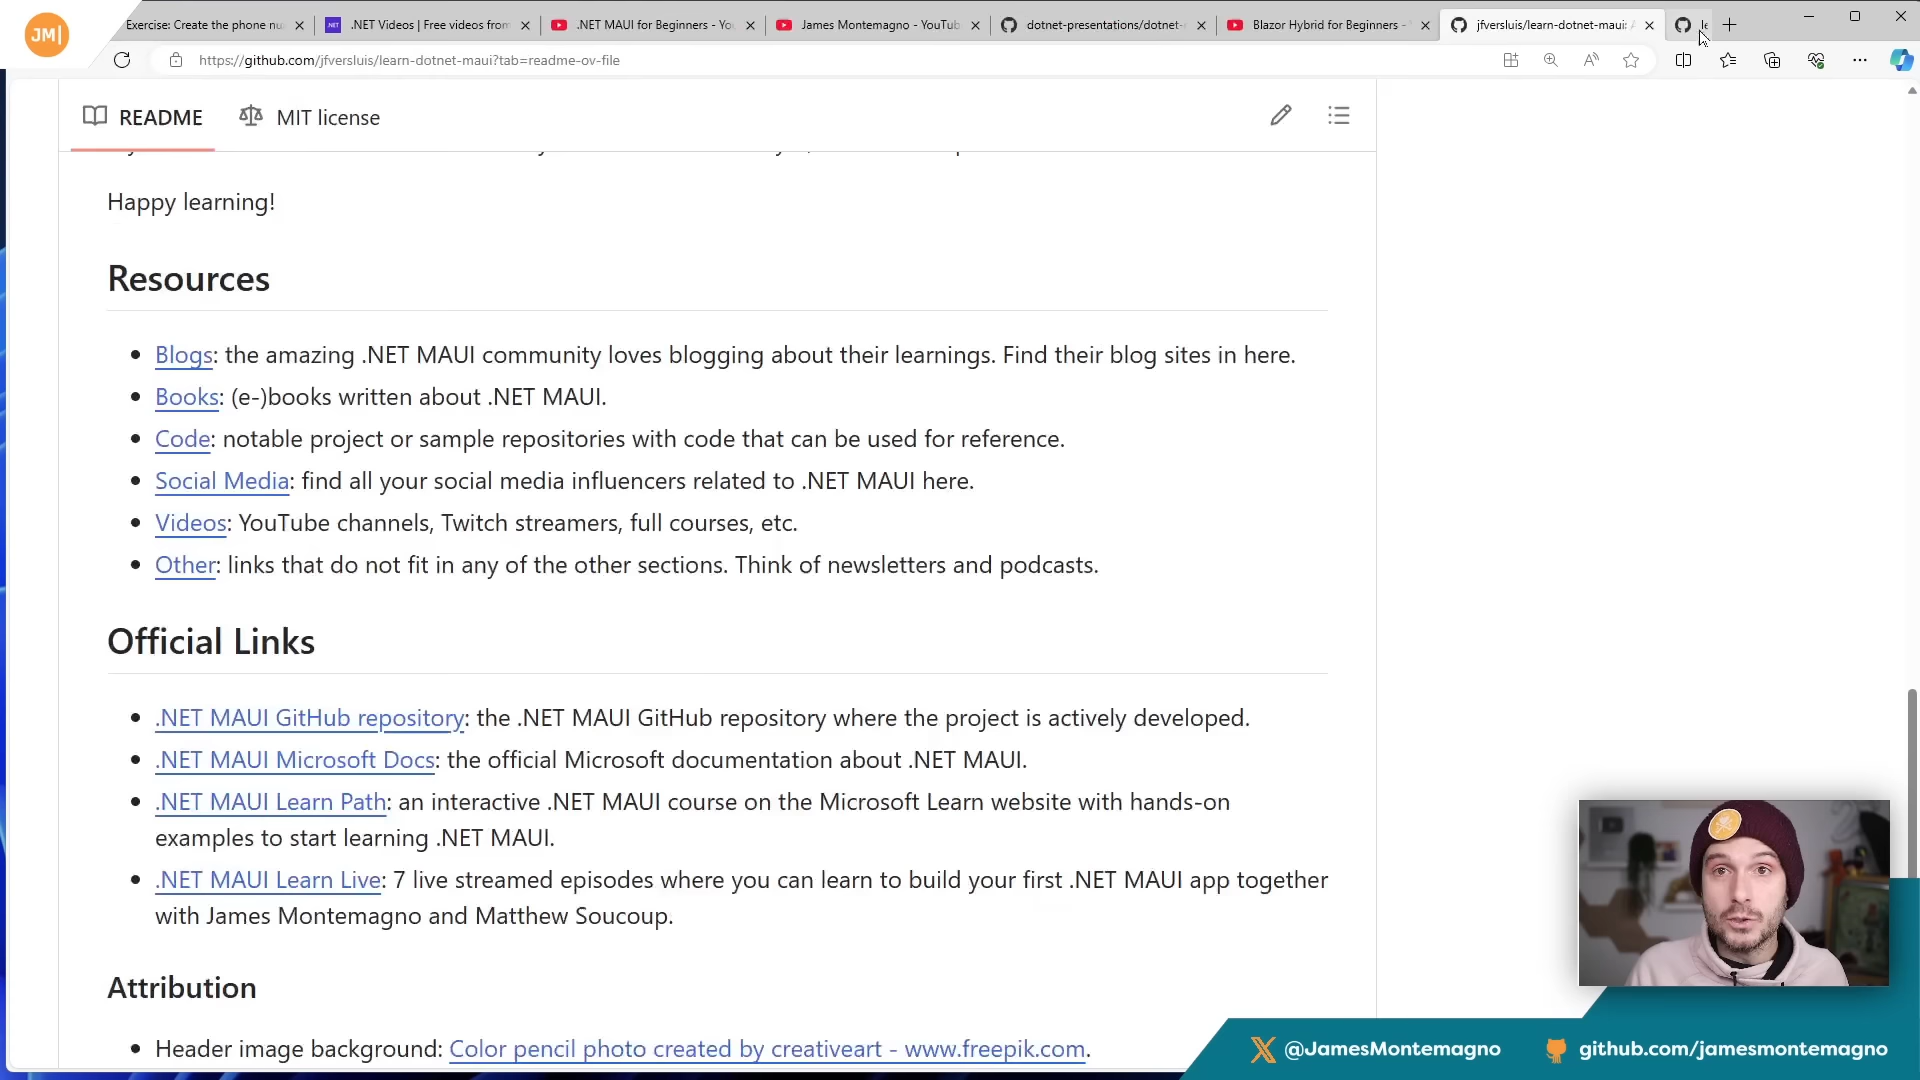 JM|
Exercise: Create the phone nu
.NET Videos | Free videos from
.NET MAUI for Beginners - Yo
James Montemagno - YouTub
dotnet-presentations/dotnet-
Blazor Hybrid for Beginners -
jfversluis/learn-dotnet-maui:
https://github.com/jfversluis/learn-dotnet-maui?tab=readme-ov-file
README
MIT license
Happy learning!
Resources
Blogs: the amazing .NET MAUI community loves blogging about their learnings. Find their blog sites in here.
Books: (e-)books written about .NET MAUI.
Code: notable project or sample repositories with code that can be used for reference.
Social Media: find all your social media influencers related to .NET MAUI here.
Videos: YouTube channels, Twitch streamers, full courses, etc.
Other: links that do not fit in any of the other sections. Think of newsletters and podcasts.
Official Links
.NET MAUI GitHub repository: the .NET MAUI GitHub repository where the project is actively developed.
.NET MAUI Microsoft Docs: the official Microsoft documentation about .NET MAUI.
.NET MAUI Learn Path: an interactive .NET MAUI course on the Microsoft Learn website with hands-on
examples to start learning .NET MAUI.
.NET MAUI Learn Live: 7 live streamed episodes where you can learn to build your first .NET MAUI app together
with James Montemagno and Matthew Soucoup.
Attribution
Header image background: Color pencil photo created by creativeart - www.freepik.com.
@JamesMontemagno
github.com/jamesmontemagno